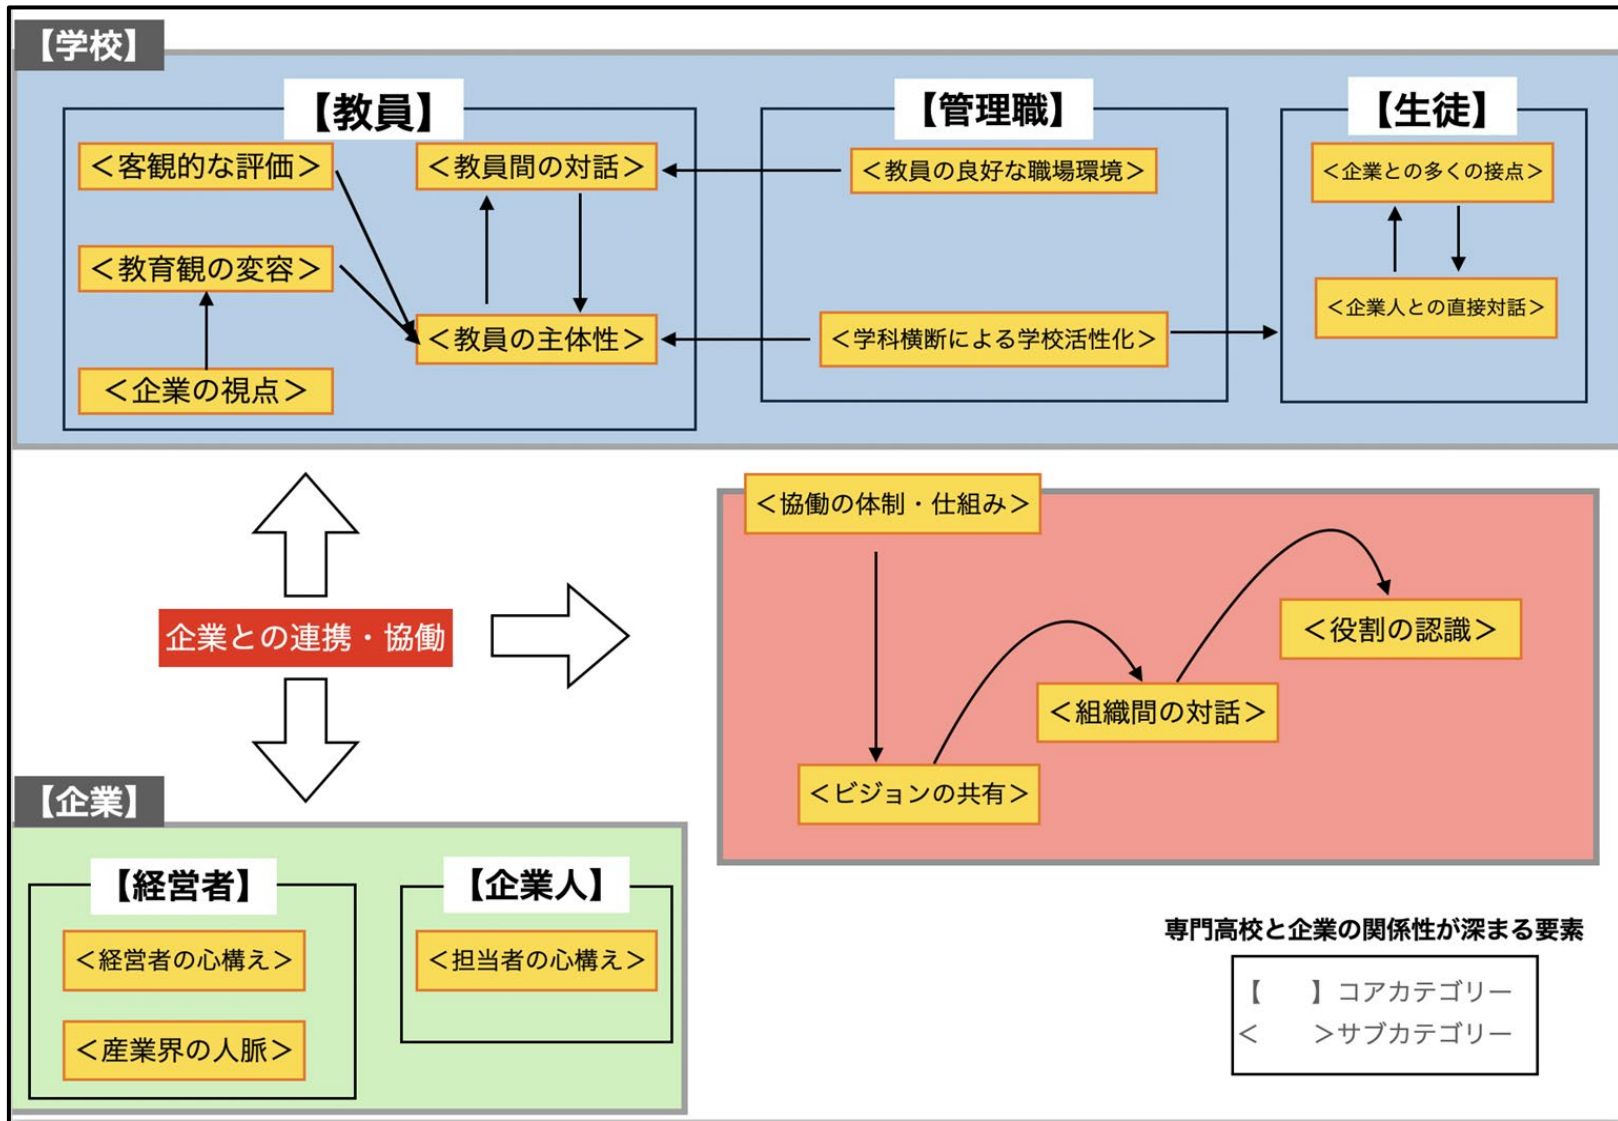 【学校】
【教員】
＜客観的な評価＞
＜教員間の対話＞
＜教育観の変容＞
＜教員の主体性＞
＜企業の視点＞
【管理職】
＜教員の良好な職場環境＞
＜学科横断による学校活性化＞
【生徒】
＜企業との多くの接点＞
＜企業人との直接対話＞
企業との連携・協働
＜協働の体制・仕組み＞
＜役割の認識＞
＜組織間の対話＞
＜ビジョンの共有＞
【企業】
【経営者】
＜経営者の心構え＞
＜産業界の人脈＞
【企業人】
＜担当者の心構え＞
専門高校と企業の関係性が深まる要素
【　　】コアカテゴリー
＜　　＞サブカテゴリー